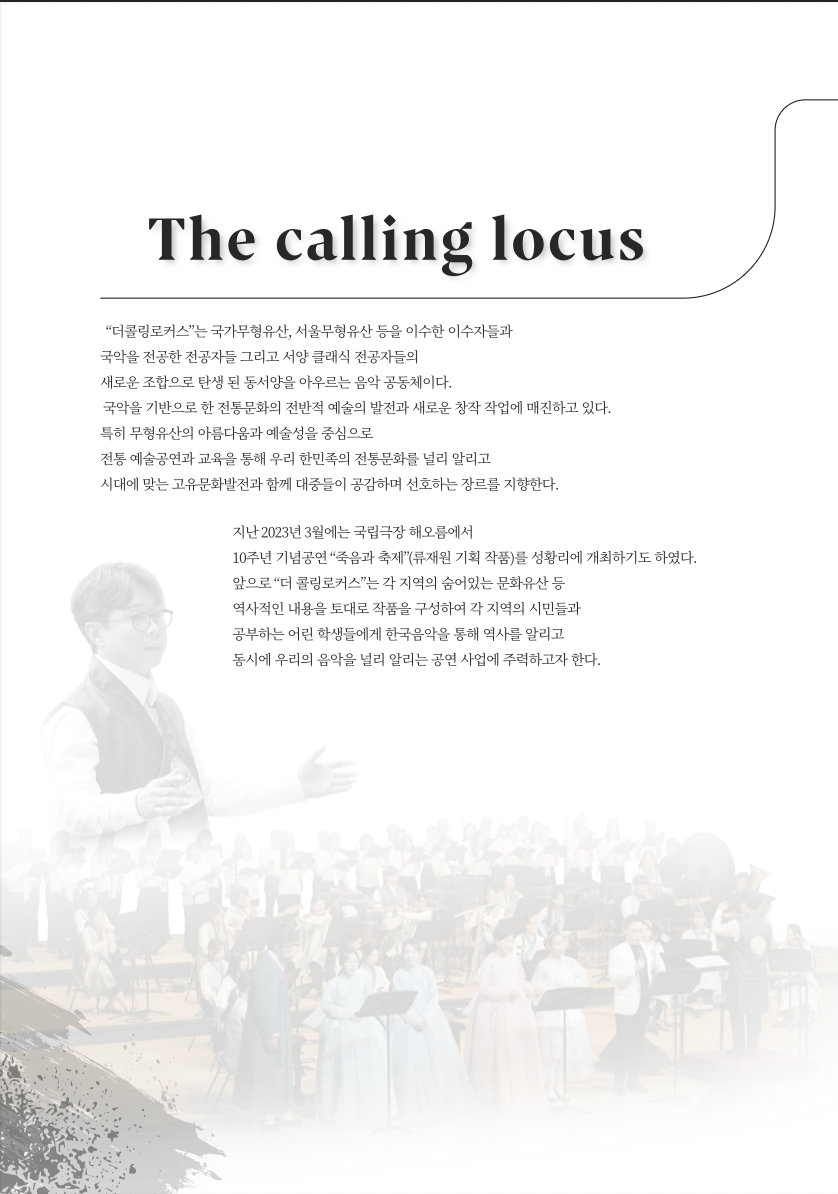 The calling locus
“더콜링로커스”는 국가무형유산, 서울무형유산 등을 이수한 이수자들과
국악을 전공한 전공자들 그리고 서양 클래식 전공자들의
새로운 조합으로 탄생 된 동서양을 아우르는 음악 공동체이다.
국악을 기반으로 한 전통문화의 전반적 예술의 발전과 새로운 창작 작업에 매진하고 있다.
특히 무형유산의 아름다움과 예술성을 중심으로
전통 예술공연과 교육을 통해 우리 한민족의 전통문화를 널리 알리고
시대에 맞는 고유문화발전과 함께 대중들이 공감하며 선호하는 장르를 지향한다.
지난 2023년 3월에는 국립극장 해오름에서
10주년 기념공연 “죽음과 축제”(류재원 기획 작품)를 성황리에 개최하기도 하였다.
앞으로 “더 콜링로커스”는 각 지역의 숨어있는 문화유산 등
역사적인 내용을 토대로 작품을 구성하여 각 지역의 시민들과
공부하는 어린 학생들에게 한국음악을 통해 역사를 알리고
동시에 우리의 음악을 널리 알리는 공연 사업에 주력하고자 한다.